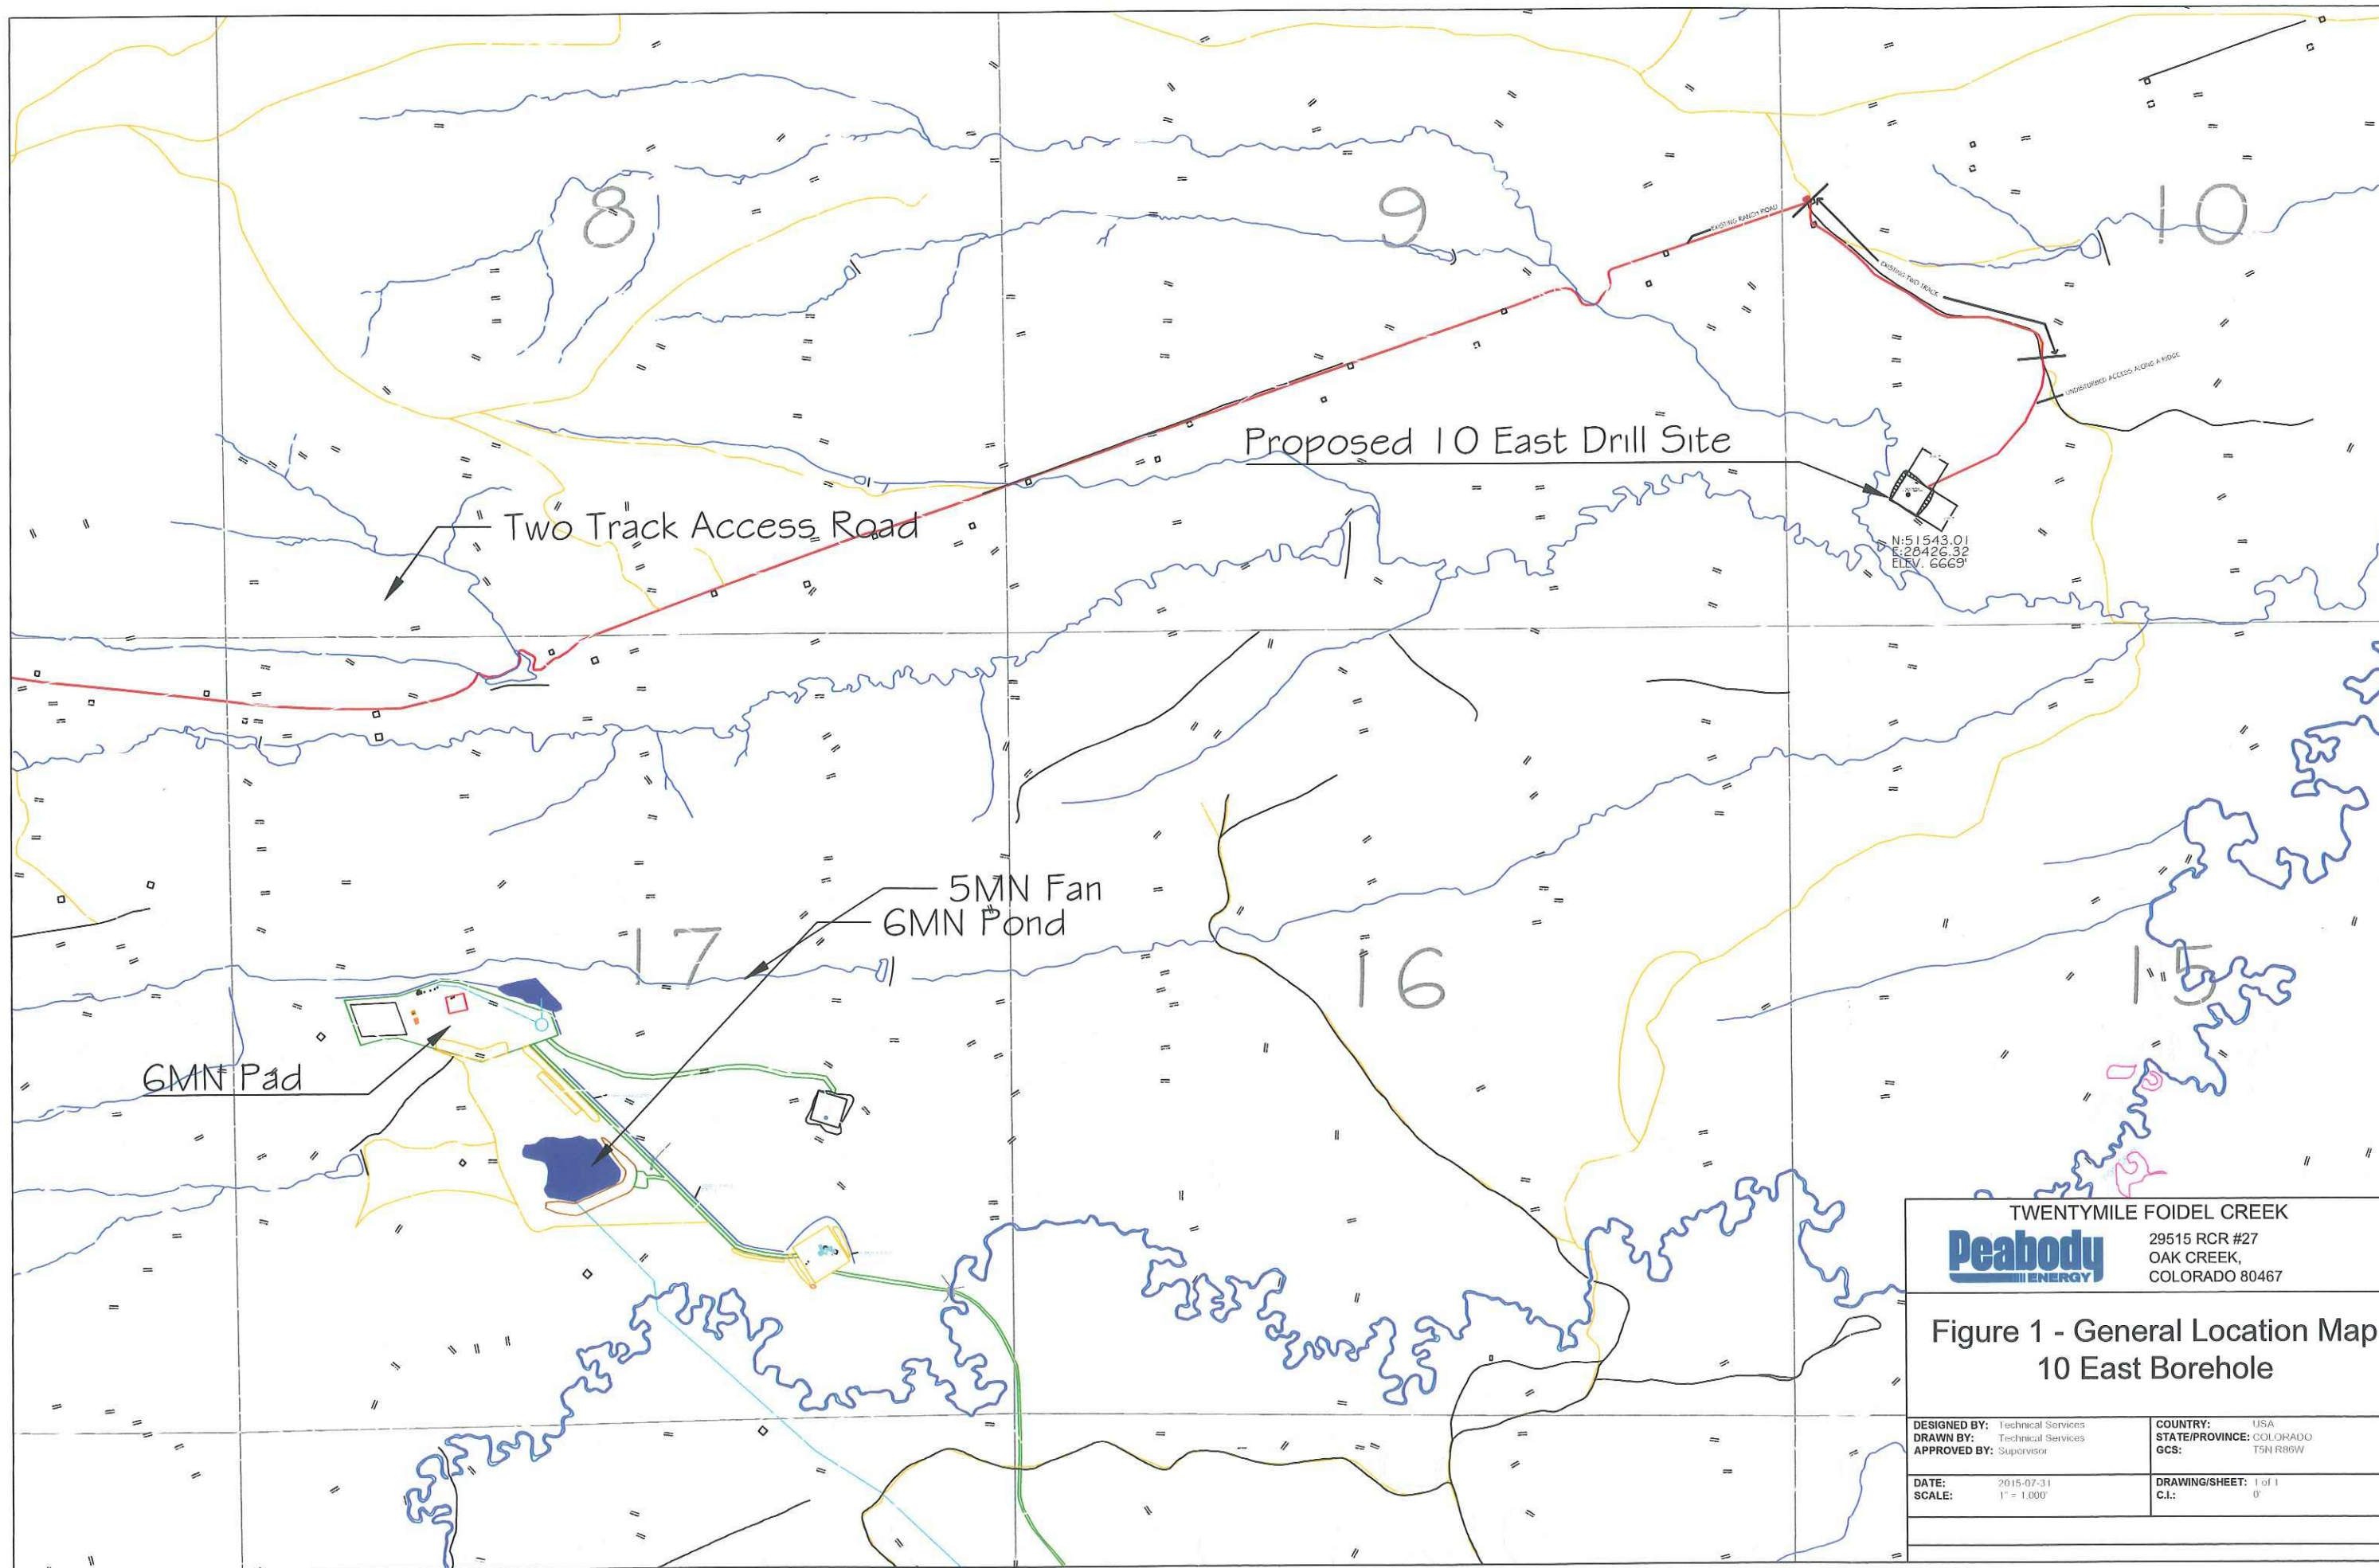 8
9
10
EXISTING RANCH ROAD
EXISTING TWO TRACK
UNDISTURBED ACCESS ALONG A RIDGE
Proposed 10 East Drill Site
N:51543.01
E:28426.32
ELEV. 6669'
Two Track Access Road
5MN Fan
6MN Pond
17
16
15
6MN Pad
TWENTYMILE FOIDEL CREEK
Peabody
ENERGY
29515 RCR #27
OAK CREEK,
COLORADO 80467
Figure 1 - General Location Map
10 East Borehole
DESIGNED BY: Technical Services
DRAWN BY: Technical Services
APPROVED BY: Supervisor
COUNTRY: USA
STATE/PROVINCE: COLORADO
GCS: T5N R86W
DATE: 2015-07-31
SCALE: 1" = 1,000'
DRAWING/SHEET: 1 of 1
C.I.: 0'